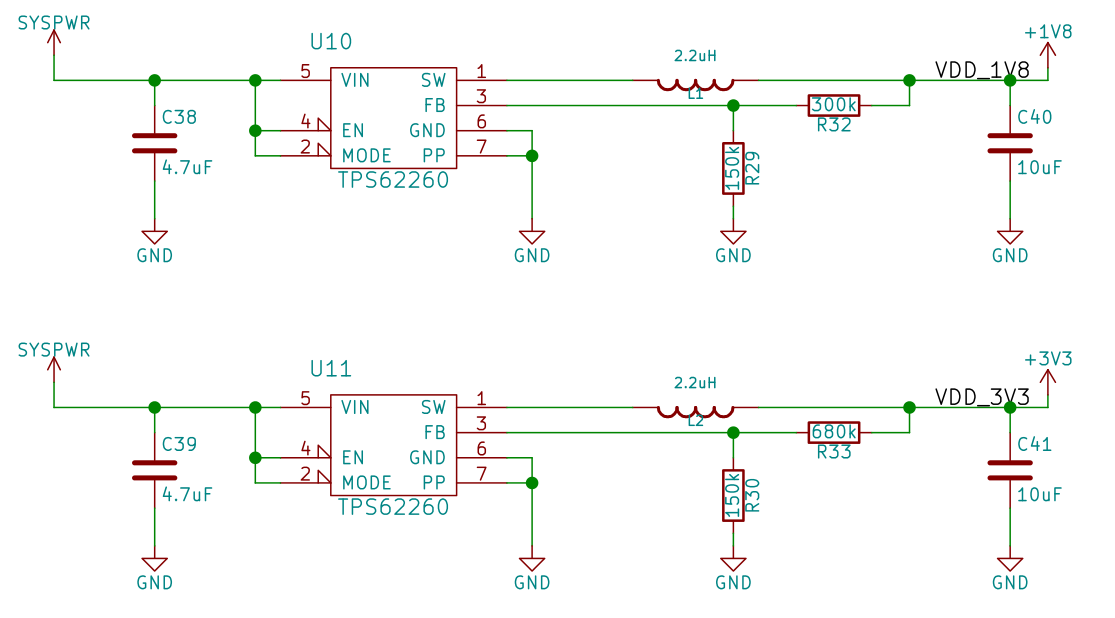 SYSPWR
U10
2.2uH
+1V8
5 VIN SW 1
L1
VDD_1V8
FB 3
300k
R32
C38
4.7uF
4 EN GND 6
2 MODE PP 7
TPS62260
150k
R29
C40
10uF
GND
GND
GND
GND
SYSPWR
U11
2.2uH
+3V3
5 VIN SW 1
L2
VDD_3V3
FB 3
680k
R33
C39
4.7uF
4 EN GND 6
2 MODE PP 7
TPS62260
150k
R30
C41
10uF
GND
GND
GND
GND